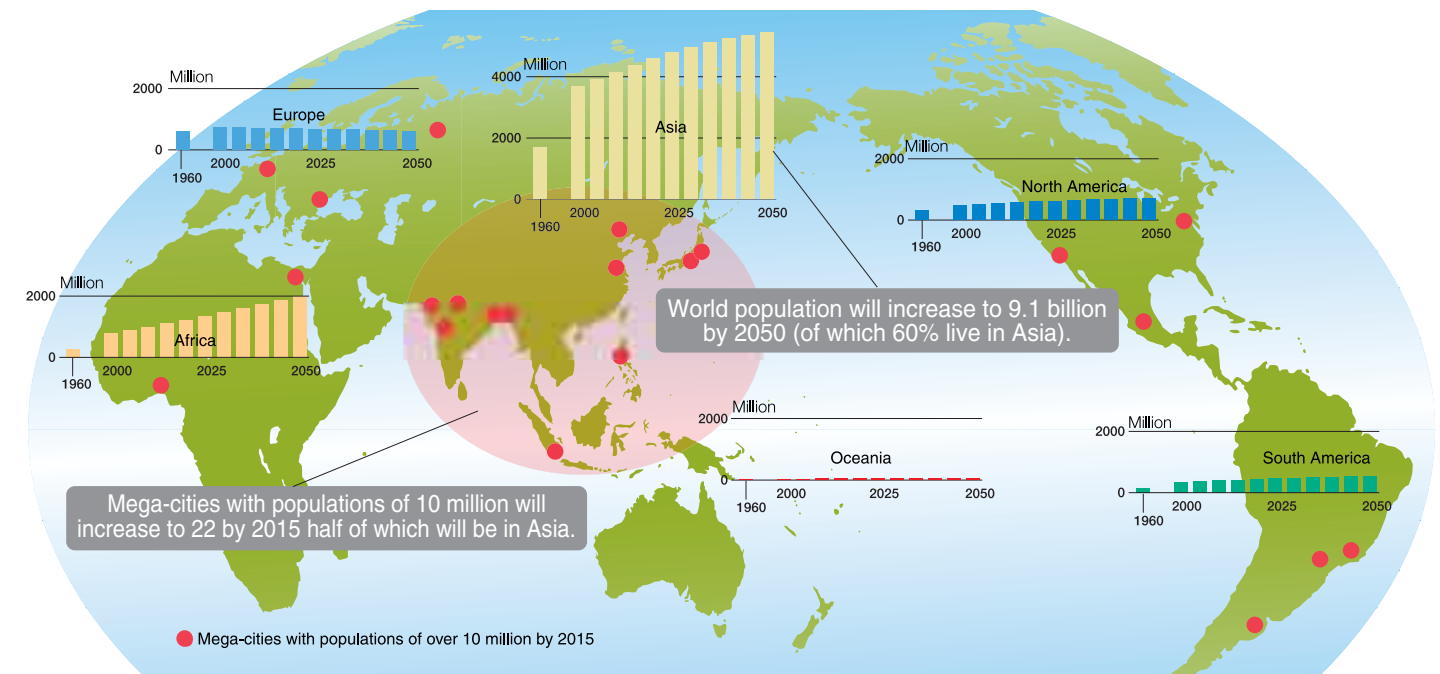 Million
2000
Europe
0
1960
2000
2025
2050
Million
4000
2000
Asia
0
1960
2000
2025
2050
Million
2000
North America
0
1960
2000
2025
2050
Million
2000
Africa
0
1960
2000
2025
2050
World population will increase to 9.1 billion
by 2050 (of which 60% live in Asia).
Million
2000
Oceania
0
1960
2000
2025
2050
Million
2000
South America
0
1960
2000
2025
2050
Mega-cities with populations of 10 million will
increase to 22 by 2015 half of which will be in Asia.
Mega-cities with populations of over 10 million by 2015